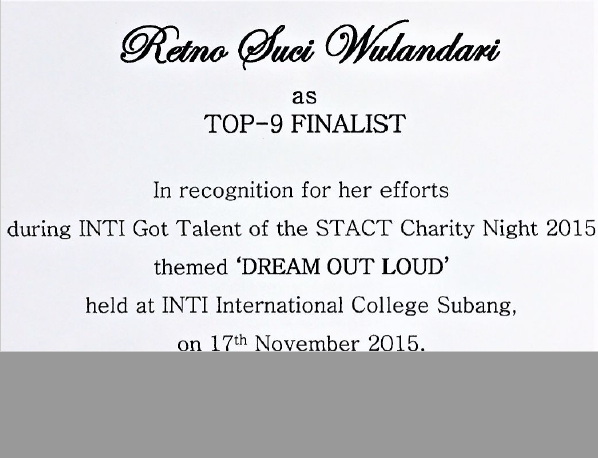 Retno Suci Wulandari
as
TOP-9 FINALIST
In recognition for her efforts
during INTI Got Talent of the STACT Charity Night 2015
themed ‘DREAM OUT LOUD’
held at INTI International College Subang,
on 17th November 2015.